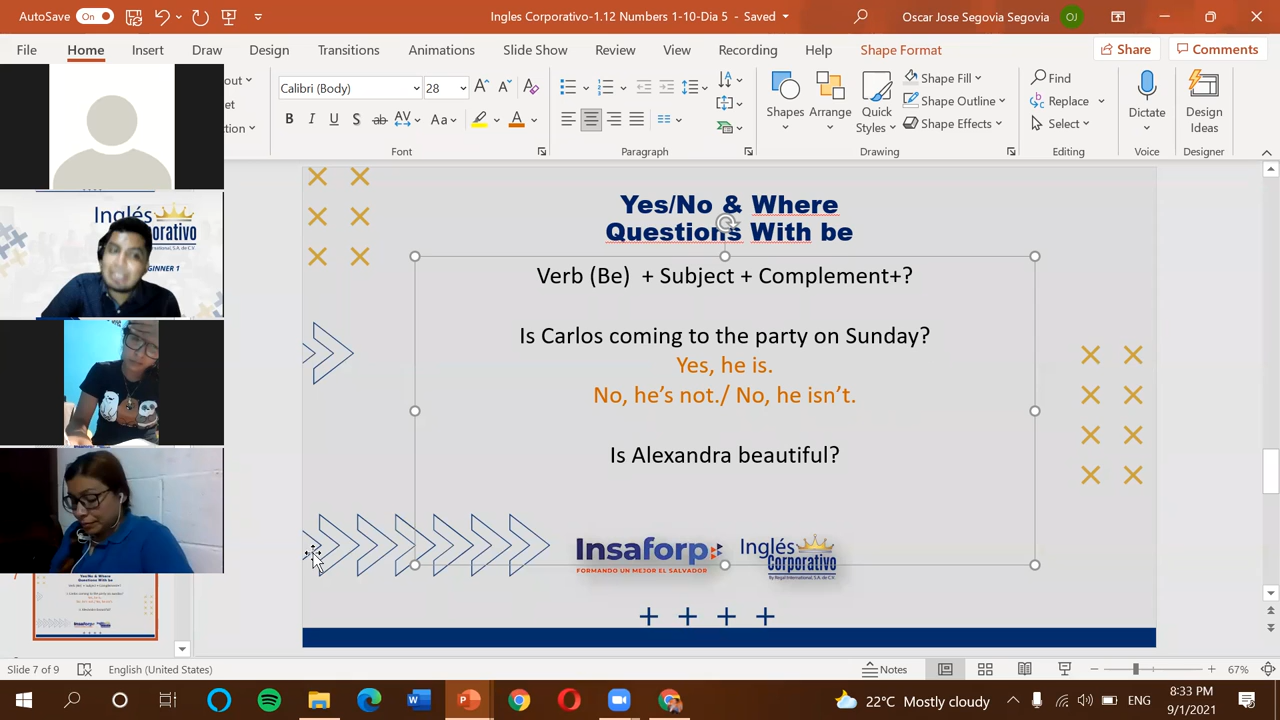 AutoSave On
Ingles Corporativo-1.12 Numbers 1-10-Dia 5 - Saved
Oscar Jose Segovia Segovia OJ
File Home Insert Draw Design Transitions Animations Slide Show Review View Recording Help Shape Format
Share Comments
Calibri (Body) 28
Shapes Arrange Quick Styles
Shape Fill
Shape Outline
Shape Effects
Find
Replace
Select
Dictate
Design Ideas
Font Paragraph Drawing Editing Voice Designer
Inglés
BEGINNER 1
Yes/No & Where
Questions With be
Verb (Be) + Subject + Complement+?
Is Carlos coming to the party on Sunday?
Yes, he is.
No, he's not./ No, he isn't.
Is Alexandra beautiful?
Insaforp
FORMANDO UN MEJOR EL SALVADOR
Inglés
Corporativo
By Regal International, S.A. de C.V.
Slide 7 of 9 English (United States)
Notes 67%
22°C Mostly cloudy
ENG
8:33 PM
9/1/2021